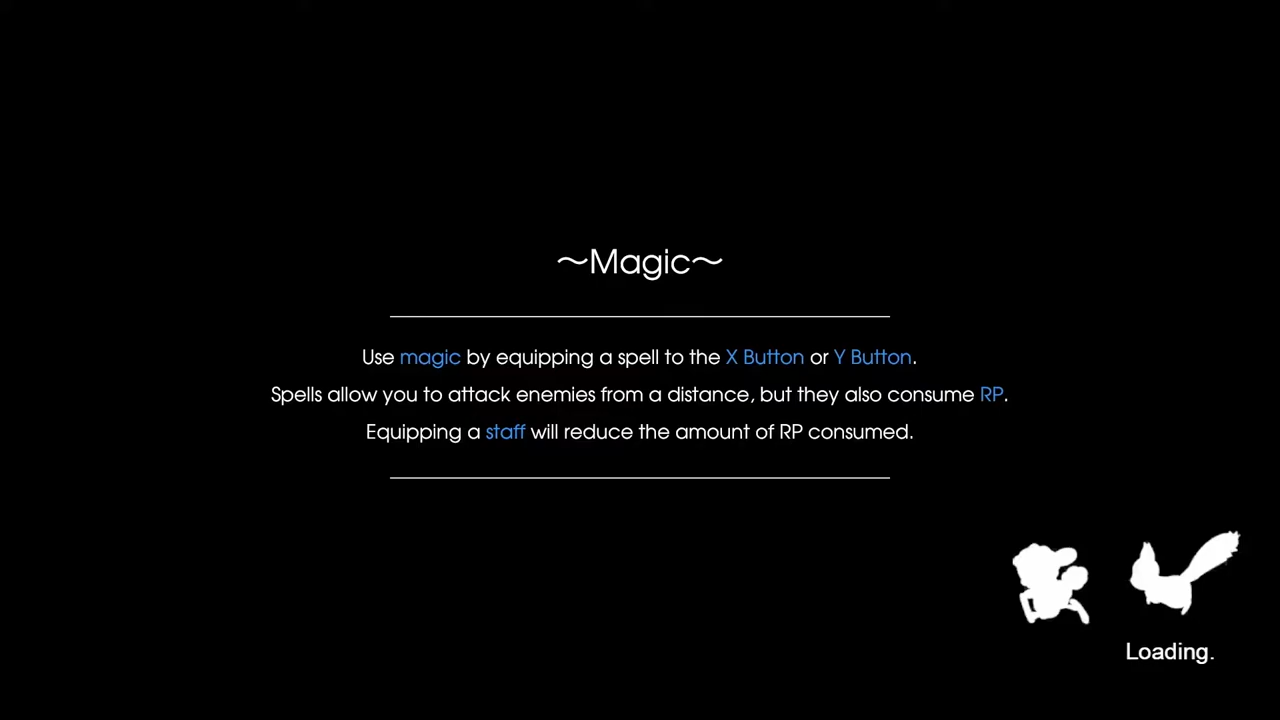 ～Magic～
Use magic by equipping a spell to the X Button or Y Button.
Spells allow you to attack enemies from a distance, but they also consume RP.
Equipping a staff will reduce the amount of RP consumed.
Loading.